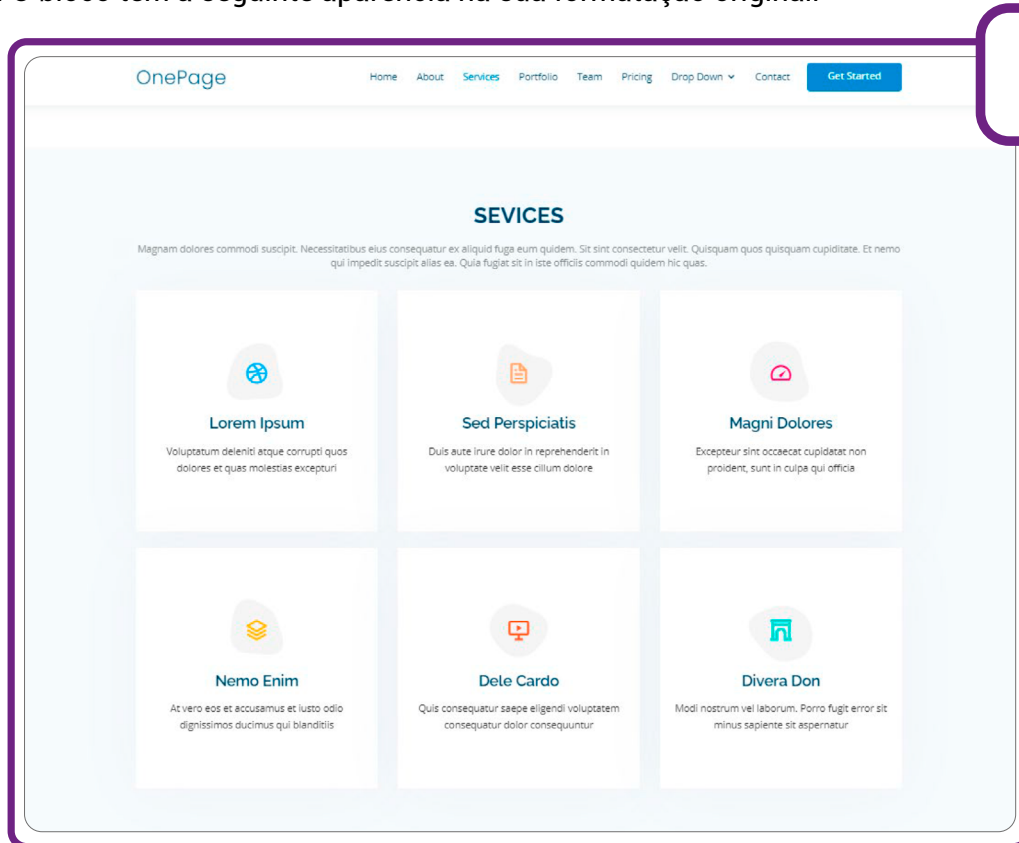 o bloco tem a seguinte aparência na sua formatação original.
OnePage
Home About Services Portfolio Team Pricing Drop Down Contact Get Started
SEVICES
Magnam dolores commodi suscipit. Necessitatibus eius consequatur ex aliquid fuga eum quidem. Sit sint consectetur velit. Quisquam quos quisquam cupiditate. Et nemo
qui impedit suscipit alias ea. Quia fugiat sit in iste officiis commodi quidem hic quas.
Lorem Ipsum
Voluptatum deleniti atque corrupti quos
dolores et quas molestias excepturi
Sed Perspiciatis
Duis aute irure dolor in reprehenderit in
voluptate velit esse cillum dolore
Magni Dolores
Excepteur sint occaecat cupidatat non
proident, sunt in culpa qui officia
Nemo Enim
At vero eos et accusamus et iusto odio
dignissimos ducimus qui blanditiis
Dele Cardo
Quis consequatur saepe eligendi voluptatem
consequatur dolor consequuntur
Divera Don
Modi nostrum vel laborum. Porro fugit error sit
minus sapiente sit aspernatur